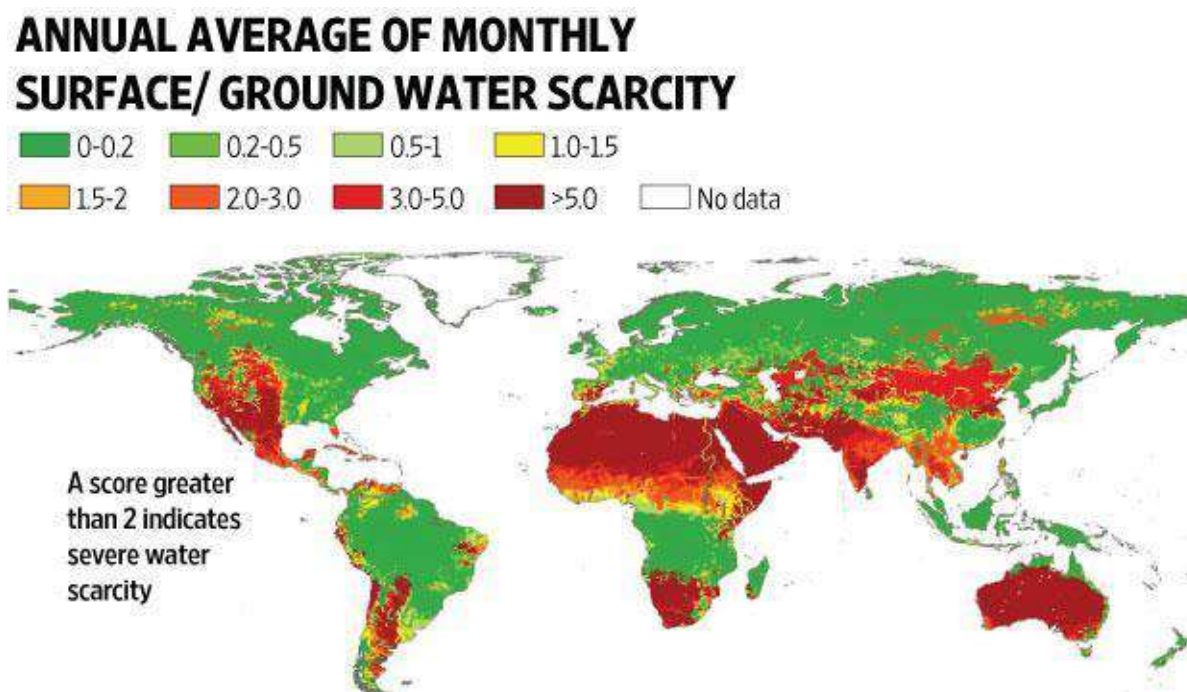 ANNUAL AVERAGE OF MONTHLY
SURFACE/ GROUND WATER SCARCITY
0-0.2 0.2-0.5 0.5-1 1.0-1.5
1.5-2 2.0-3.0 3.0-5.0 >5.0 No data
A score greater
than 2 indicates
severe water
scarcity